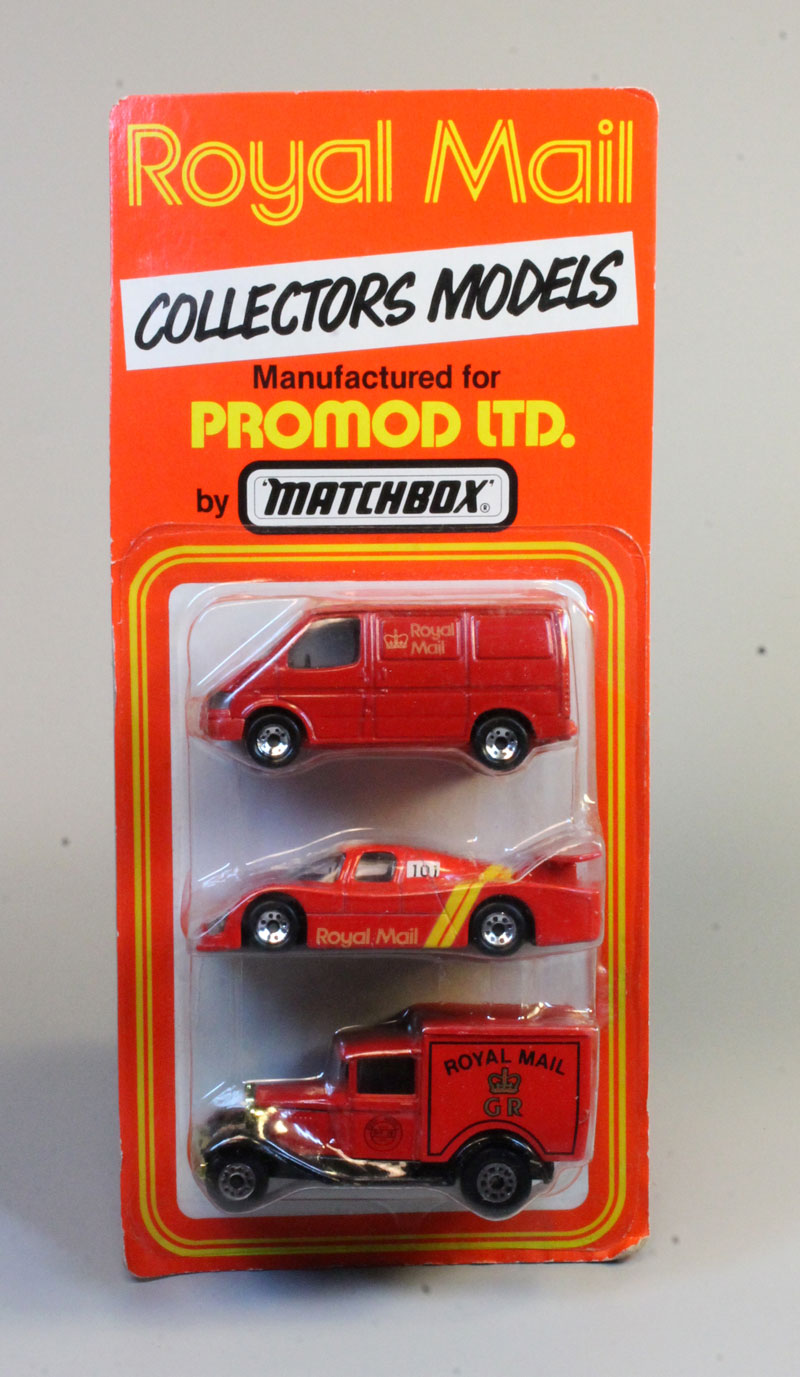 Royal Mail
COLLECTORS MODELS
Manufactured for
PROMOD LTD.
by "MATCHBOX"®
Royal
Mail
101
Royal Mail
ROYAL MAIL
GR